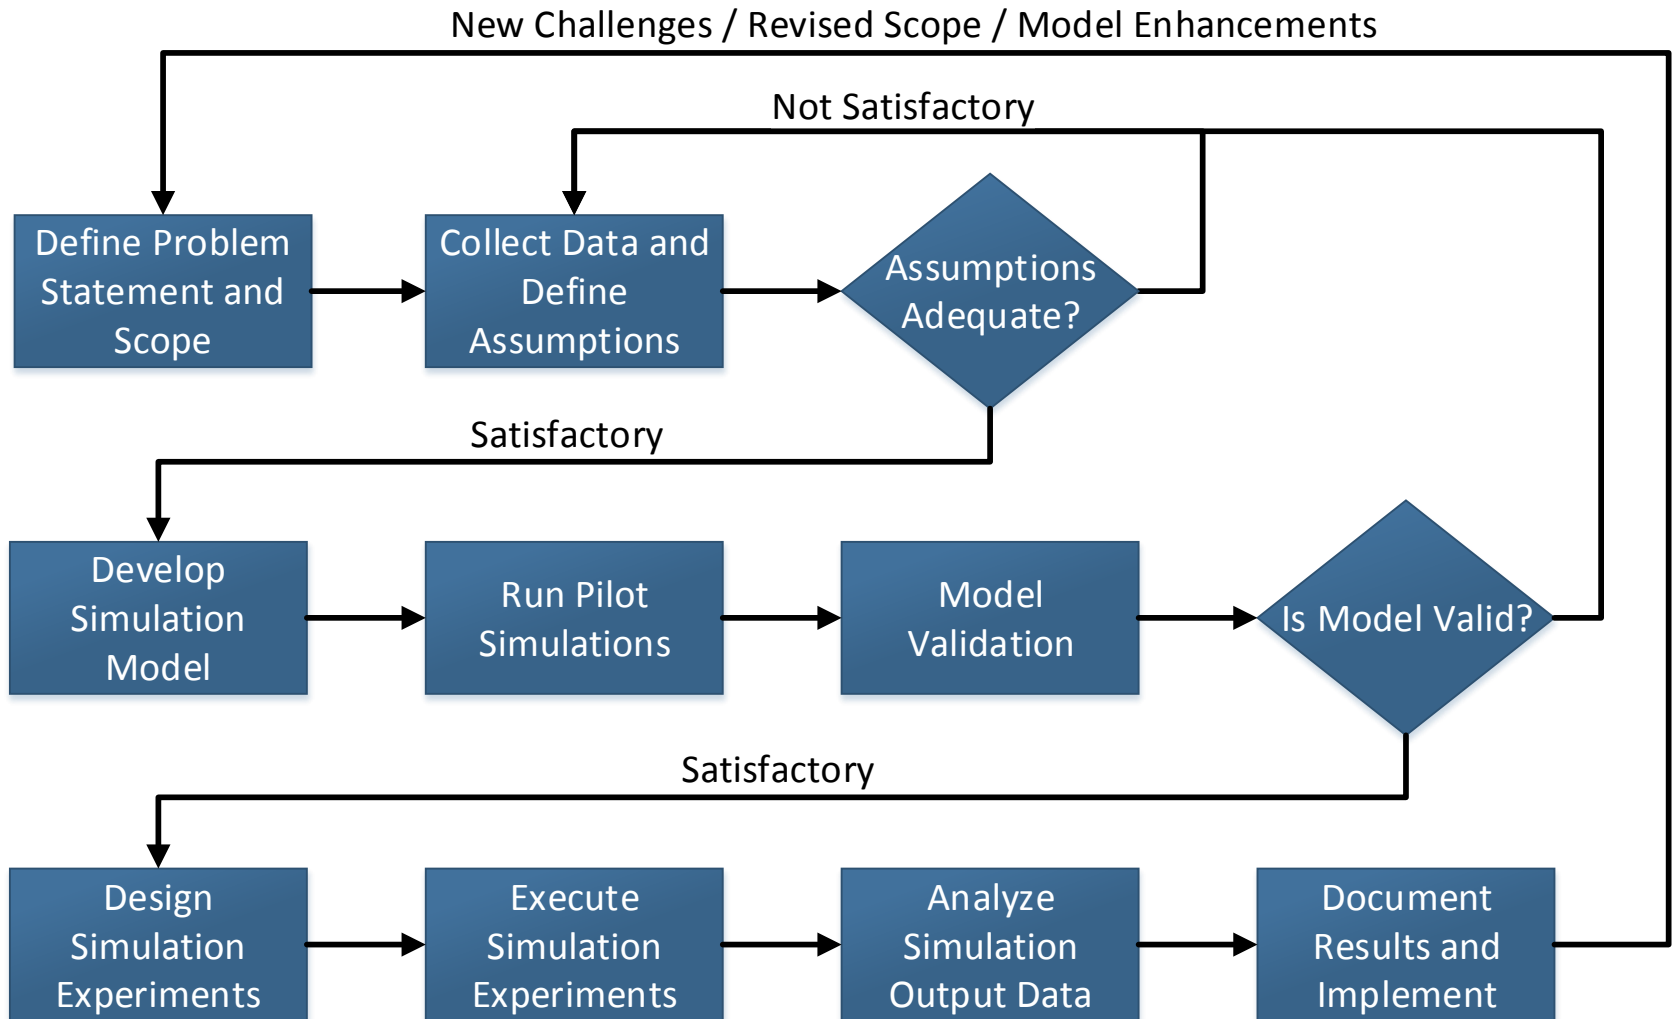 New Challenges / Revised Scope / Model Enhancements
Not Satisfactory
Define Problem
Statement and
Scope
Collect Data and
Define
Assumptions
Assumptions
Adequate?
Satisfactory
Develop
Simulation
Model
Run Pilot
Simulations
Model
Validation
Is Model Valid?
Satisfactory
Design
Simulation
Experiments
Execute
Simulation
Experiments
Analyze
Simulation
Output Data
Document
Results and
Implement